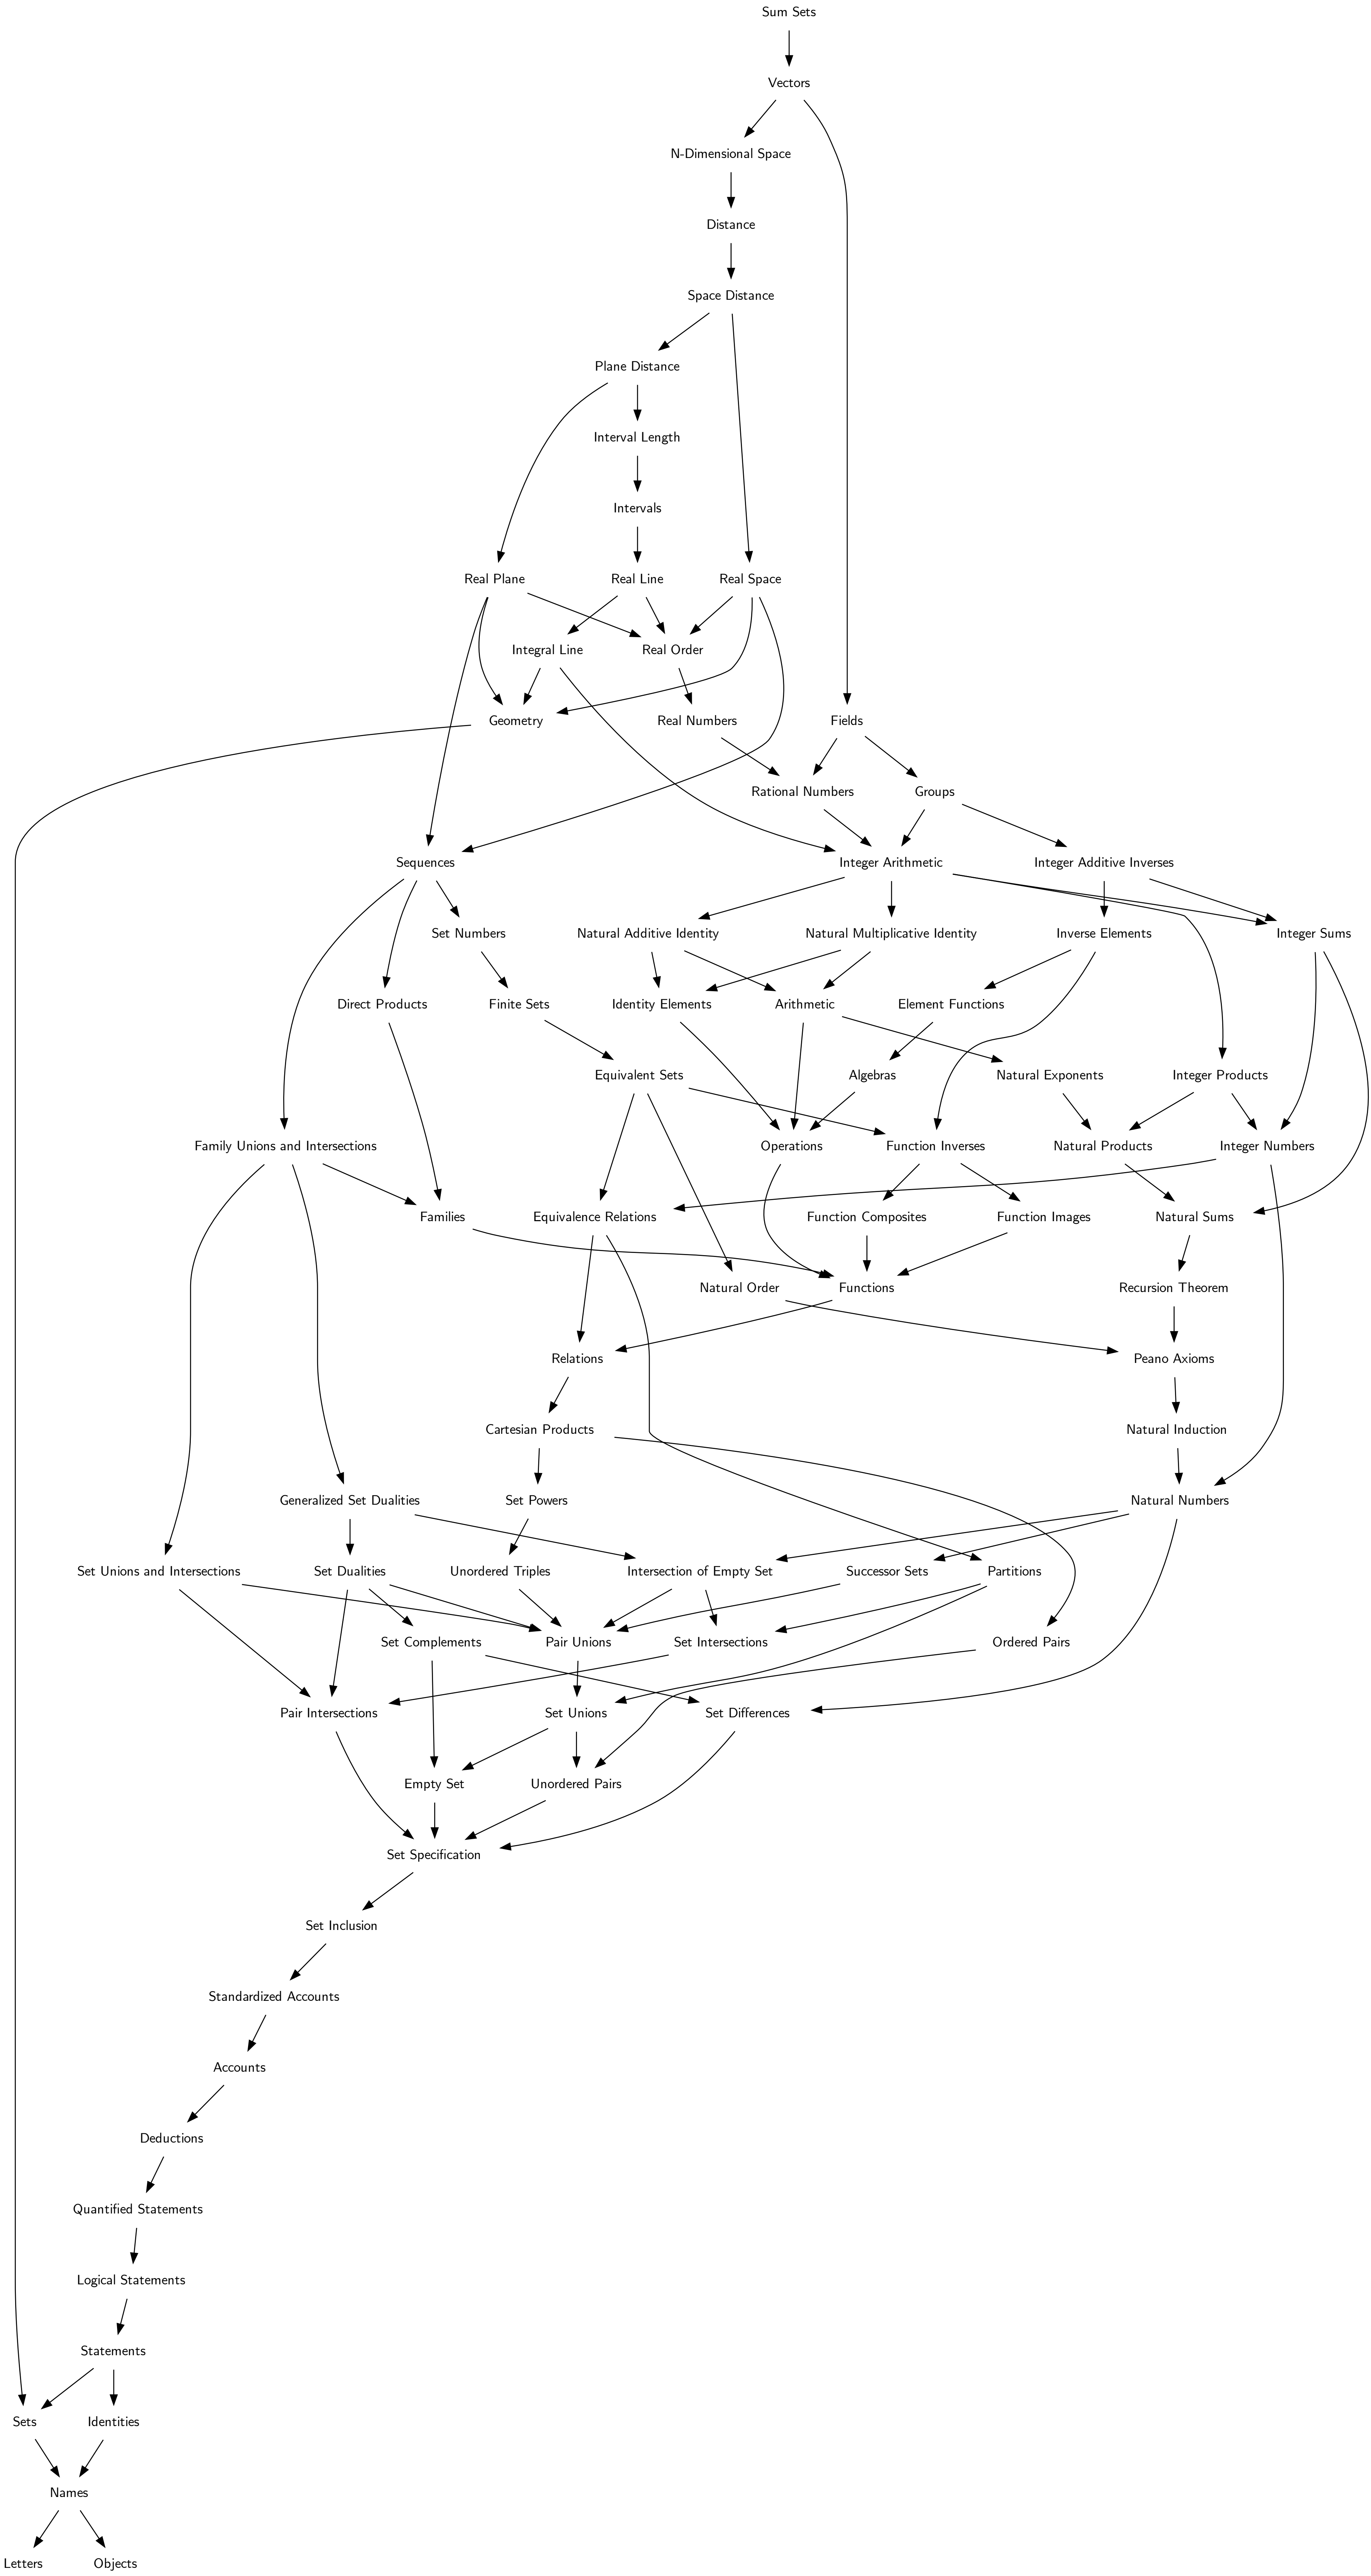 Sum Sets
Vectors
N-Dimensional Space
Distance
Space Distance
Plane Distance
Interval Length
Intervals
Real Plane
Real Line
Real Space
Integral Line
Real Order
Geometry
Real Numbers
Fields
Rational Numbers
Groups
Sequences
Integer Arithmetic
Integer Additive Inverses
Set Numbers
Natural Additive Identity
Natural Multiplicative Identity
Inverse Elements
Integer Sums
Direct Products
Finite Sets
Identity Elements
Arithmetic
Element Functions
Equivalent Sets
Algebras
Natural Exponents
Integer Products
Family Unions and Intersections
Operations
Function Inverses
Natural Products
Integer Numbers
Families
Equivalence Relations
Function Composites
Function Images
Natural Sums
Natural Order
Functions
Recursion Theorem
Relations
Peano Axioms
Cartesian Products
Natural Induction
Generalized Set Dualities
Set Powers
Natural Numbers
Set Unions and Intersections
Set Dualities
Unordered Triples
Intersection of Empty Set
Successor Sets
Partitions
Set Complements
Pair Unions
Set Intersections
Ordered Pairs
Pair Intersections
Set Unions
Set Differences
Empty Set
Unordered Pairs
Set Specification
Set Inclusion
Standardized Accounts
Accounts
Deductions
Quantified Statements
Logical Statements
Statements
Sets
Identities
Names
Letters
Objects